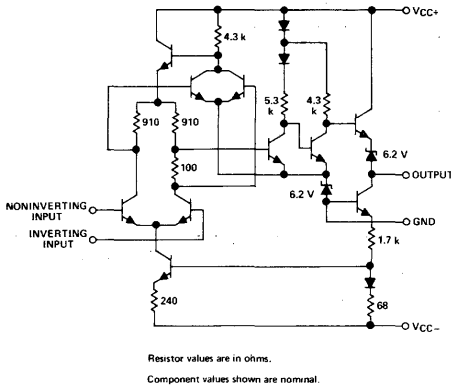 VCC+
4.3 k
5.3
k
4.3
k
910
910
100
6.2 V
OUTPUT
6.2 V
NONINVERTING
INPUT
GND
INVERTING
INPUT
1.7 k
240
68
VCC−
Resistor values are in ohms.
Component values shown are nominal.